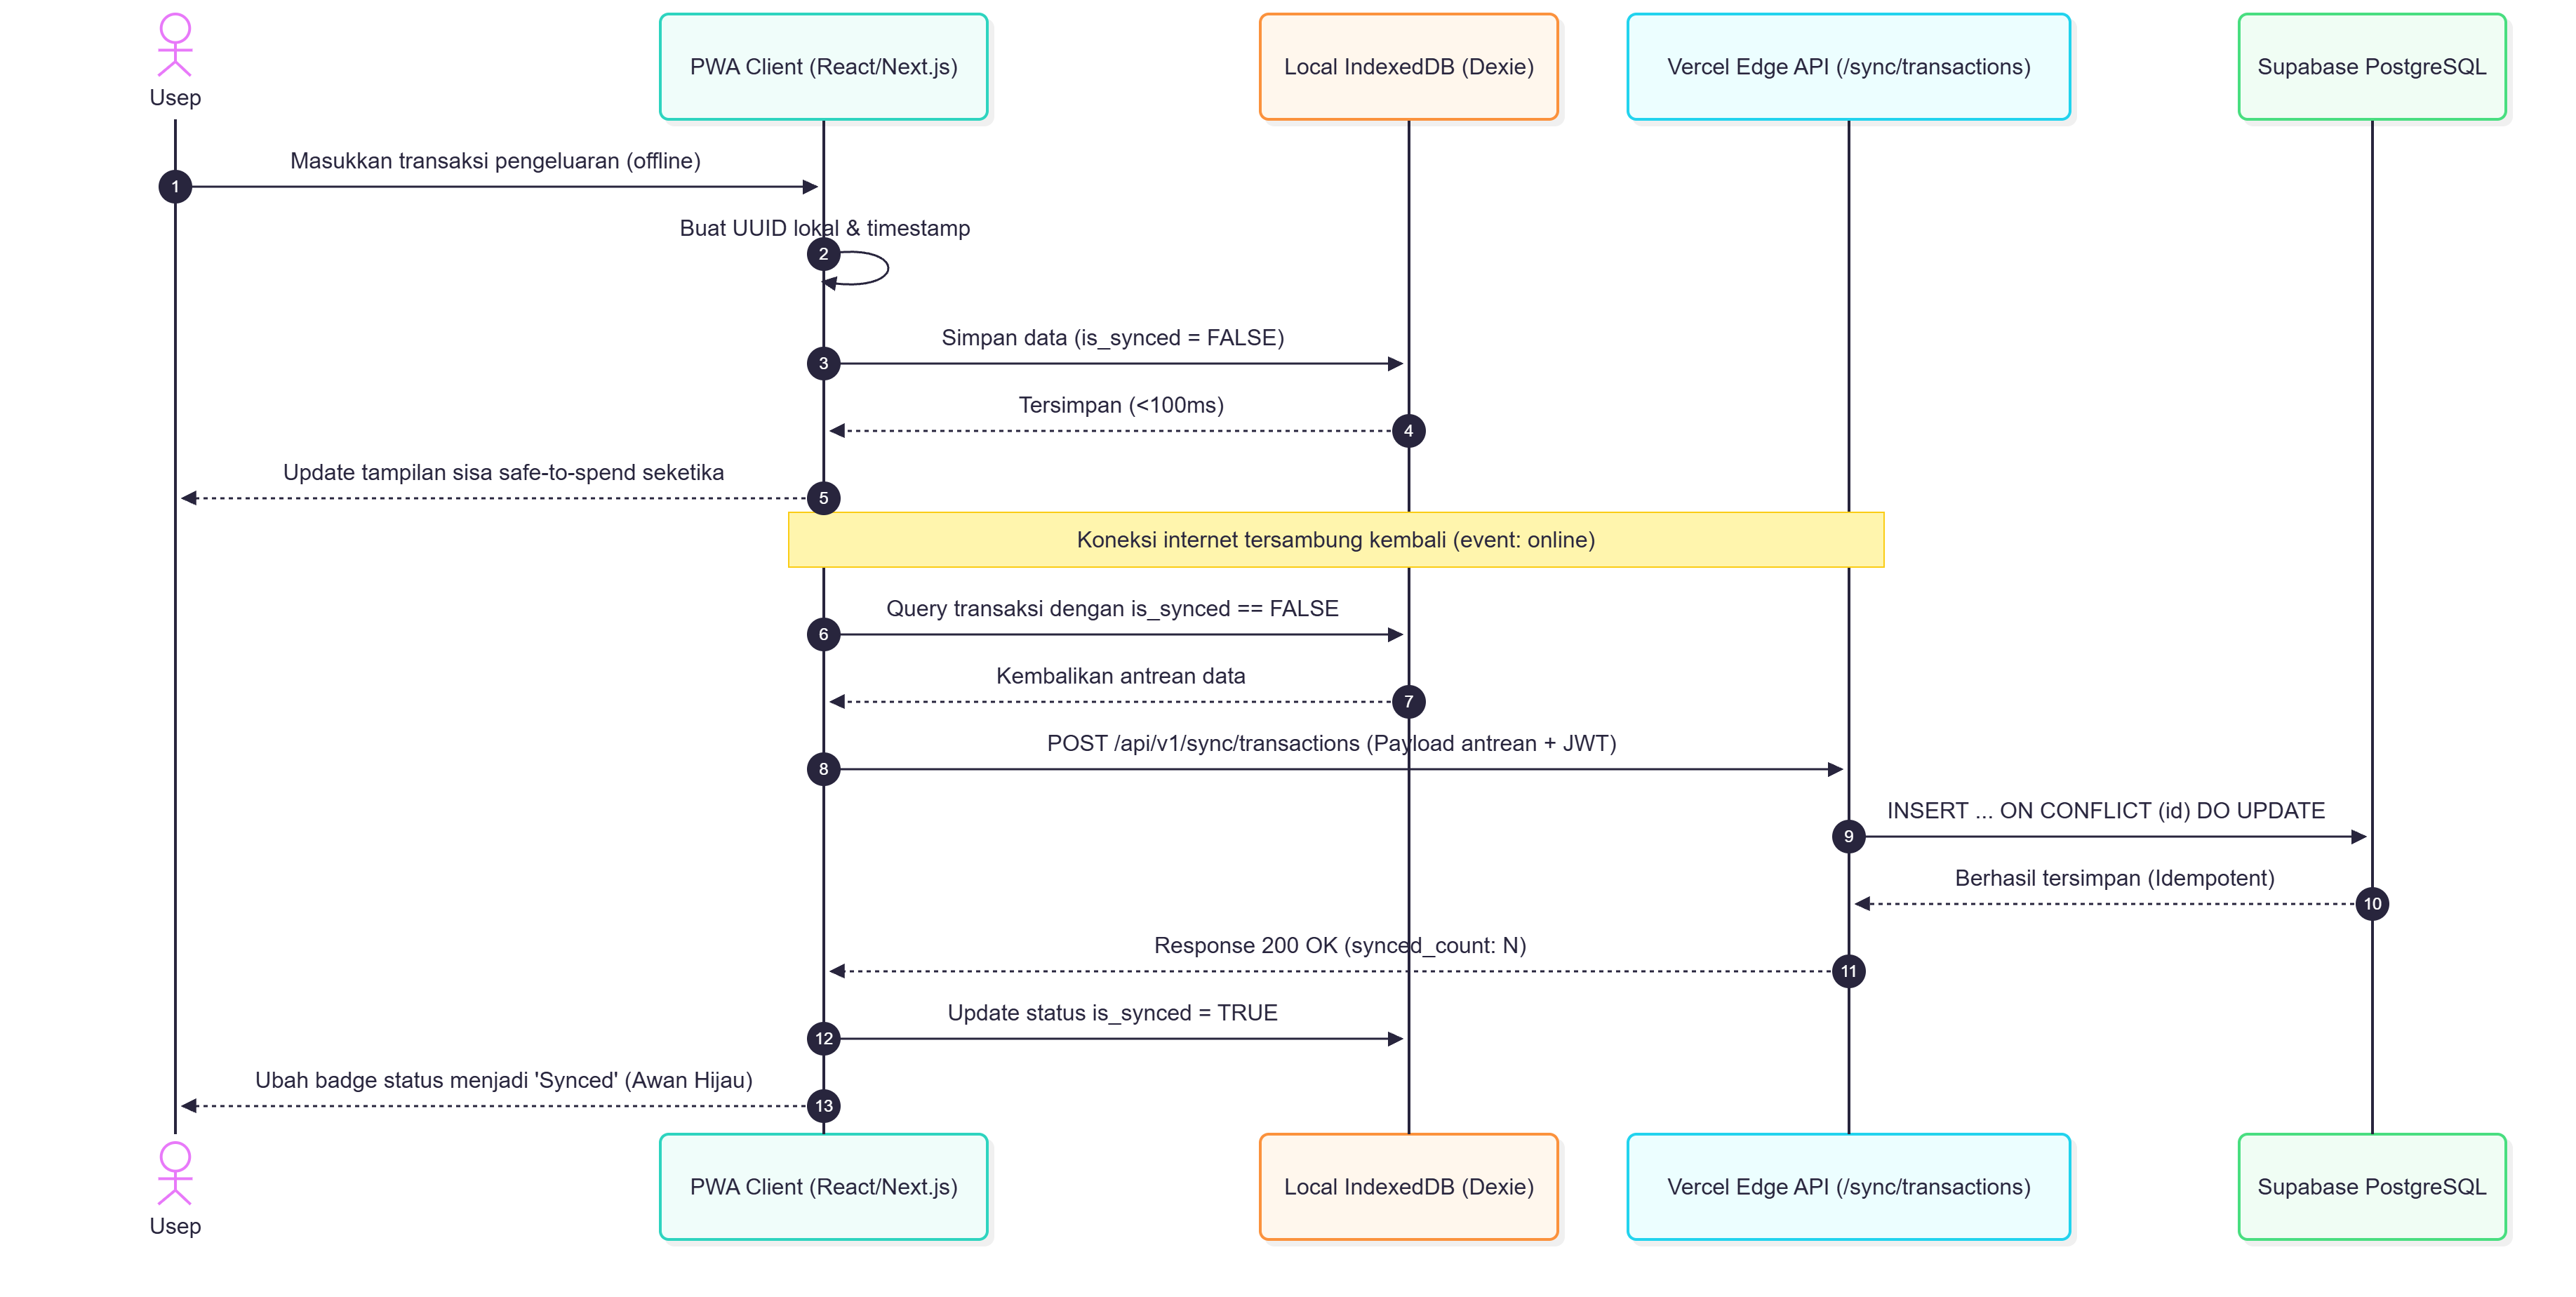 Usep
PWA Client (React/Next.js)
Local IndexedDB (Dexie)
Vercel Edge API (/sync/transactions)
Supabase PostgreSQL
Masukkan transaksi pengeluaran (offline)
1
Buat UUID lokal & timestamp
2
Simpan data (is_synced = FALSE)
3
Tersimpan (<100ms)
4
Update tampilan sisa safe-to-spend seketika
5
Koneksi internet tersambung kembali (event: online)
Query transaksi dengan is_synced == FALSE
6
Kembalikan antrean data
7
POST /api/v1/sync/transactions (Payload antrean + JWT)
8
INSERT ... ON CONFLICT (id) DO UPDATE
9
Berhasil tersimpan (Idempotent)
10
Response 200 OK (synced_count: N)
11
Update status is_synced = TRUE
12
Ubah badge status menjadi 'Synced' (Awan Hijau)
13
Usep
PWA Client (React/Next.js)
Local IndexedDB (Dexie)
Vercel Edge API (/sync/transactions)
Supabase PostgreSQL